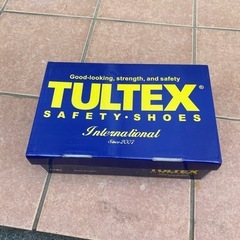 Good-looking, strength, and safety
TULTEX®
SAFETY・SHOES
International
Since 2007